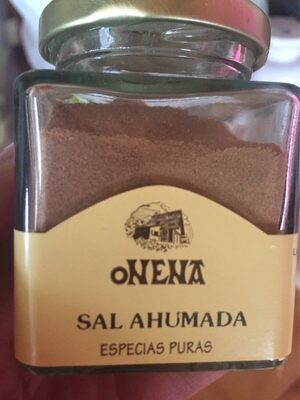 oNENA
SAL AHUMADA
ESPECIAS PURAS